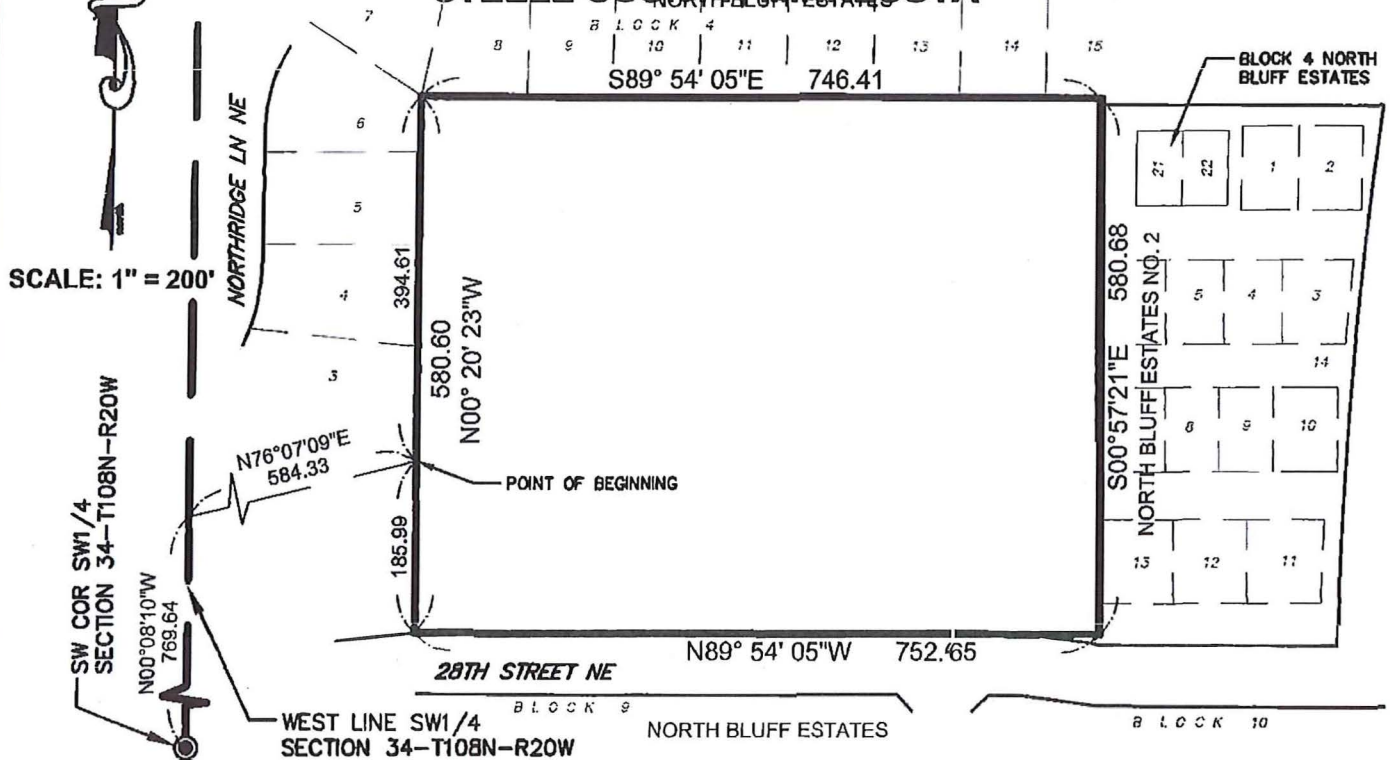 NORTH BLUFF ESTATES
BLOCK 4
7
8
9
10
11
12
13
14
15
S89° 54' 05"E 746.41
BLOCK 4 NORTH
BLUFF ESTATES
NORTHRIDGE LN NE
6
5
4
3
SCALE: 1" = 200'
394.61
580.60
N00° 20' 23"W
185.99
POINT OF BEGINNING
N76°07'09"E
584.33
SW COR SW1/4
SECTION 34-T108N-R20W
N00°08'10"W
769.64
WEST LINE SW1/4
SECTION 34-T108N-R20W
S00°57'21"E 580.68
NORTH BLUFF ESTATES NO. 2
21
22
1
2
5
4
3
14
8
9
10
13
12
11
N89° 54' 05"W 752.65
28TH STREET NE
BLOCK 9
NORTH BLUFF ESTATES
BLOCK 10